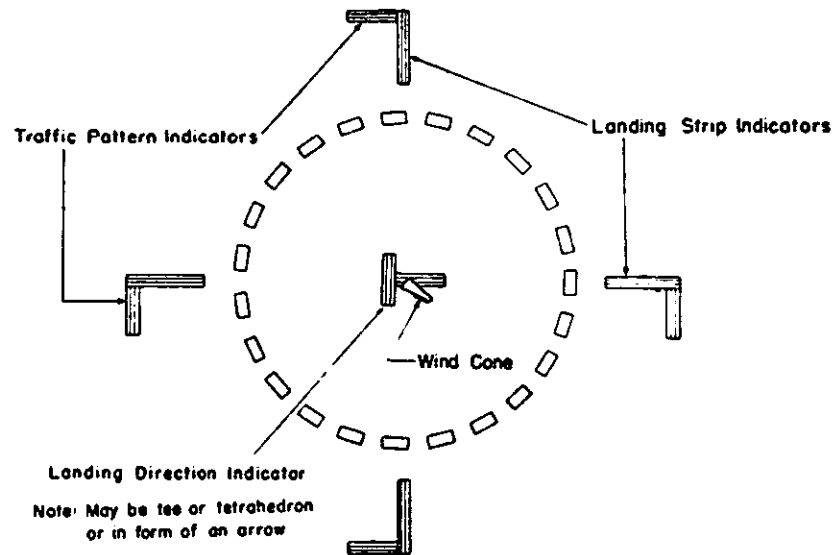 Traffic Pattern Indicators
Landing Strip Indicators
Wind Cone
Landing Direction Indicator
Note: May be tee or tetrahedron
or in form of an arrow